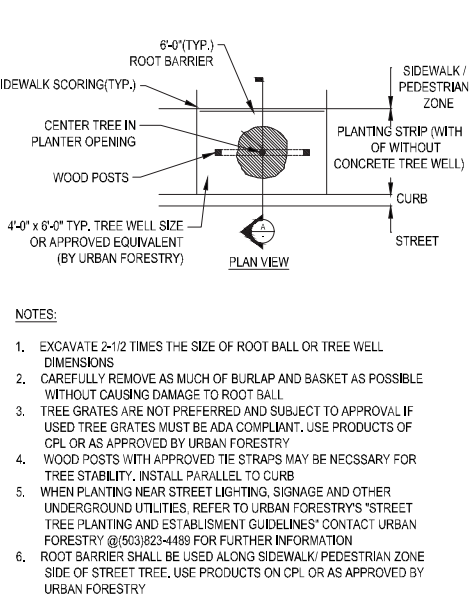 6'-0"(TYP.)
ROOT BARRIER
SIDEWALK /
PEDESTRIAN
ZONE
IDEWALK SCORING(TYP.)
CENTER TREE IN
PLANTER OPENING
PLANTING STRIP (WITH
OF WITHOUT
CONCRETE TREE WELL)
WOOD POSTS
CURB
4'-0" x 6'-0" TYP. TREE WELL SIZE
OR APPROVED EQUIVALENT
(BY URBAN FORESTRY)
A
-
STREET
PLAN VIEW
NOTES:
1. EXCAVATE 2-1/2 TIMES THE SIZE OF ROOT BALL OR TREE WELL
DIMENSIONS
2. CAREFULLY REMOVE AS MUCH OF BURLAP AND BASKET AS POSSIBLE
WITHOUT CAUSING DAMAGE TO ROOT BALL
3. TREE GRATES ARE NOT PREFERRED AND SUBJECT TO APPROVAL IF
USED TREE GRATES MUST BE ADA COMPLIANT. USE PRODUCTS OF
CPL OR AS APPROVED BY URBAN FORESTRY
4. WOOD POSTS WITH APPROVED TIE STRAPS MAY BE NECSSARY FOR
TREE STABILITY. INSTALL PARALLEL TO CURB
5. WHEN PLANTING NEAR STREET LIGHTING, SIGNAGE AND OTHER
UNDERGROUND UTILITIES, REFER TO URBAN FORESTRY'S "STREET
TREE PLANTING AND ESTABLISMENT GUIDELINES" CONTACT URBAN
FORESTRY @(503)823-4489 FOR FURTHER INFORMATION
6. ROOT BARRIER SHALL BE USED ALONG SIDEWALK/ PEDESTRIAN ZONE
SIDE OF STREET TREE. USE PRODUCTS ON CPL OR AS APPROVED BY
URBAN FORESTRY